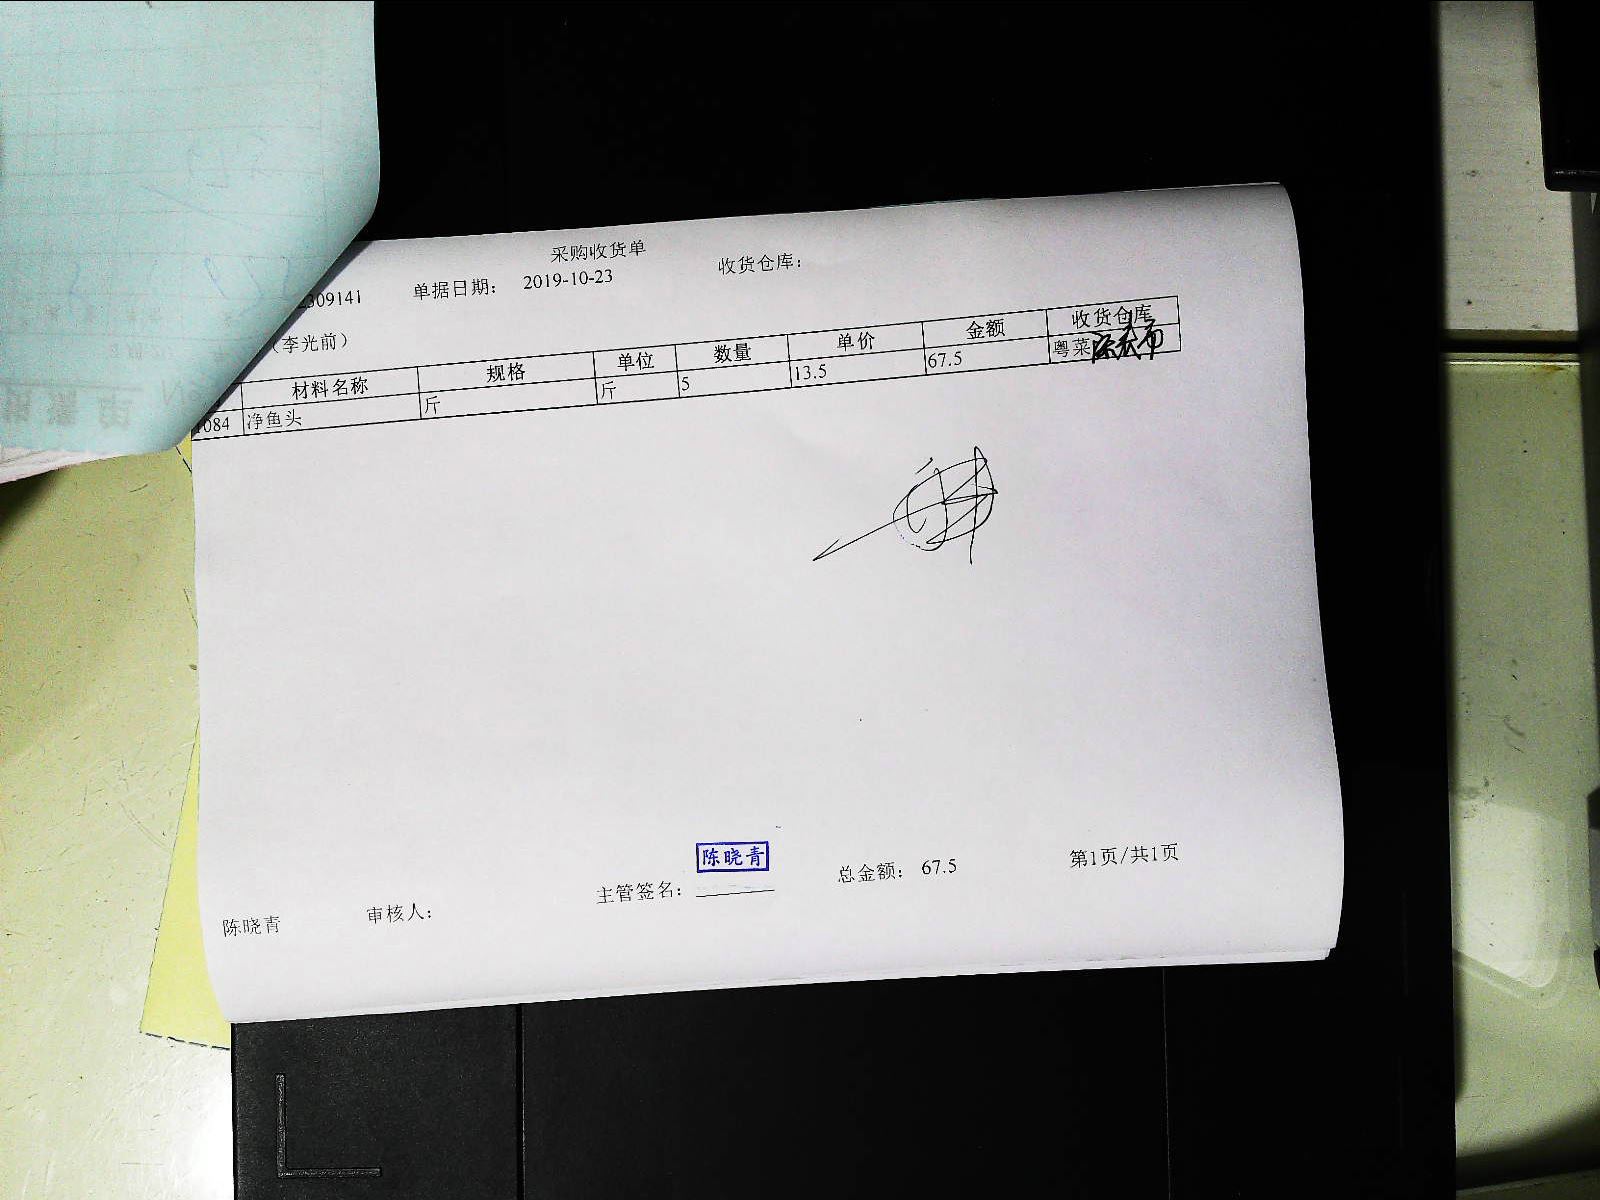 采购收货单
2309141 单据日期: 2019-10-23 收货仓库:
(李光前)
材料名称 规格 单位 数量 单价 金额 收货仓库
1084 净鱼头 斤 斤 5 13.5 67.5 粤菜
陈晓青
陈晓青 审核人: 主管签名: 总金额: 67.5 第1页/共1页